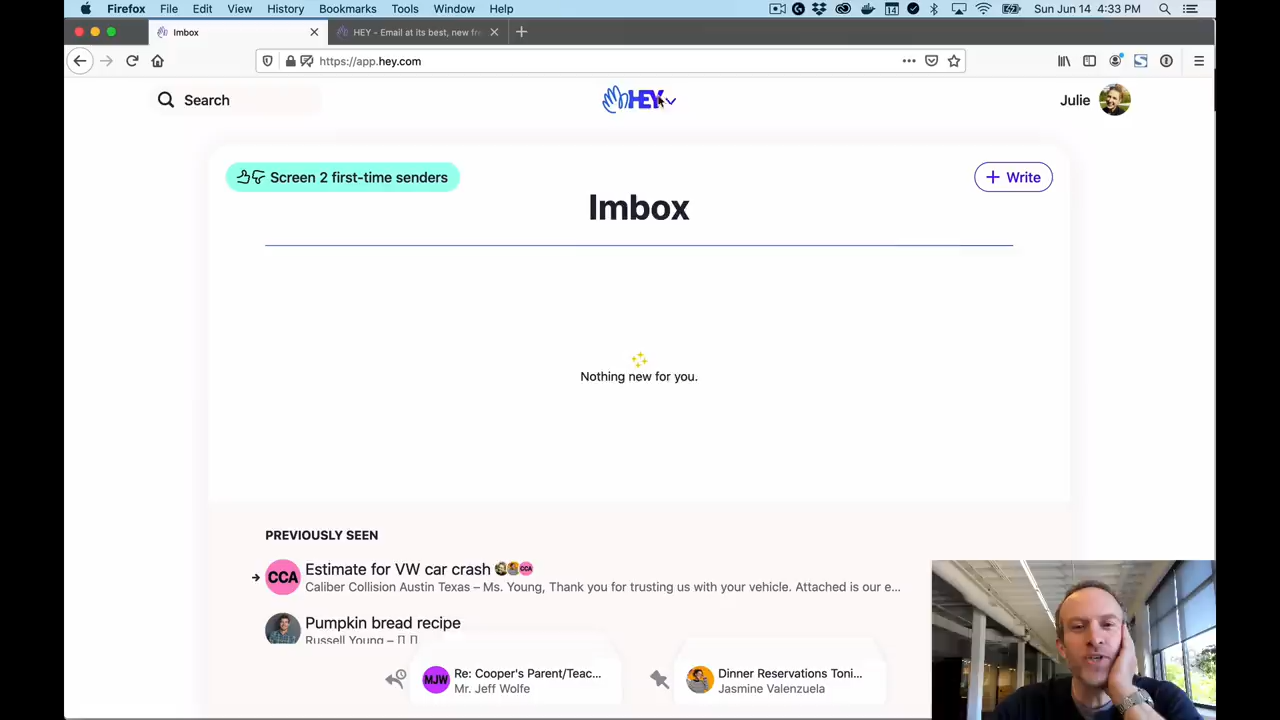 Firefox File Edit View History Bookmarks Tools Window Help 14 Sun Jun 14 4:33 PM
Imbox HEY - Email at its best, new fre
https://app.hey.com
Search HEY Julie
Screen 2 first-time senders + Write
Imbox
Nothing new for you.
PREVIOUSLY SEEN
CCA Estimate for VW car crash CCA
Caliber Collision Austin Texas – Ms. Young, Thank you for trusting us with your vehicle. Attached is our e...
Pumpkin bread recipe
Russell Young –
MJW Re: Cooper's Parent/Teac... Dinner Reservations Toni...
Mr. Jeff Wolfe Jasmine Valenzuela